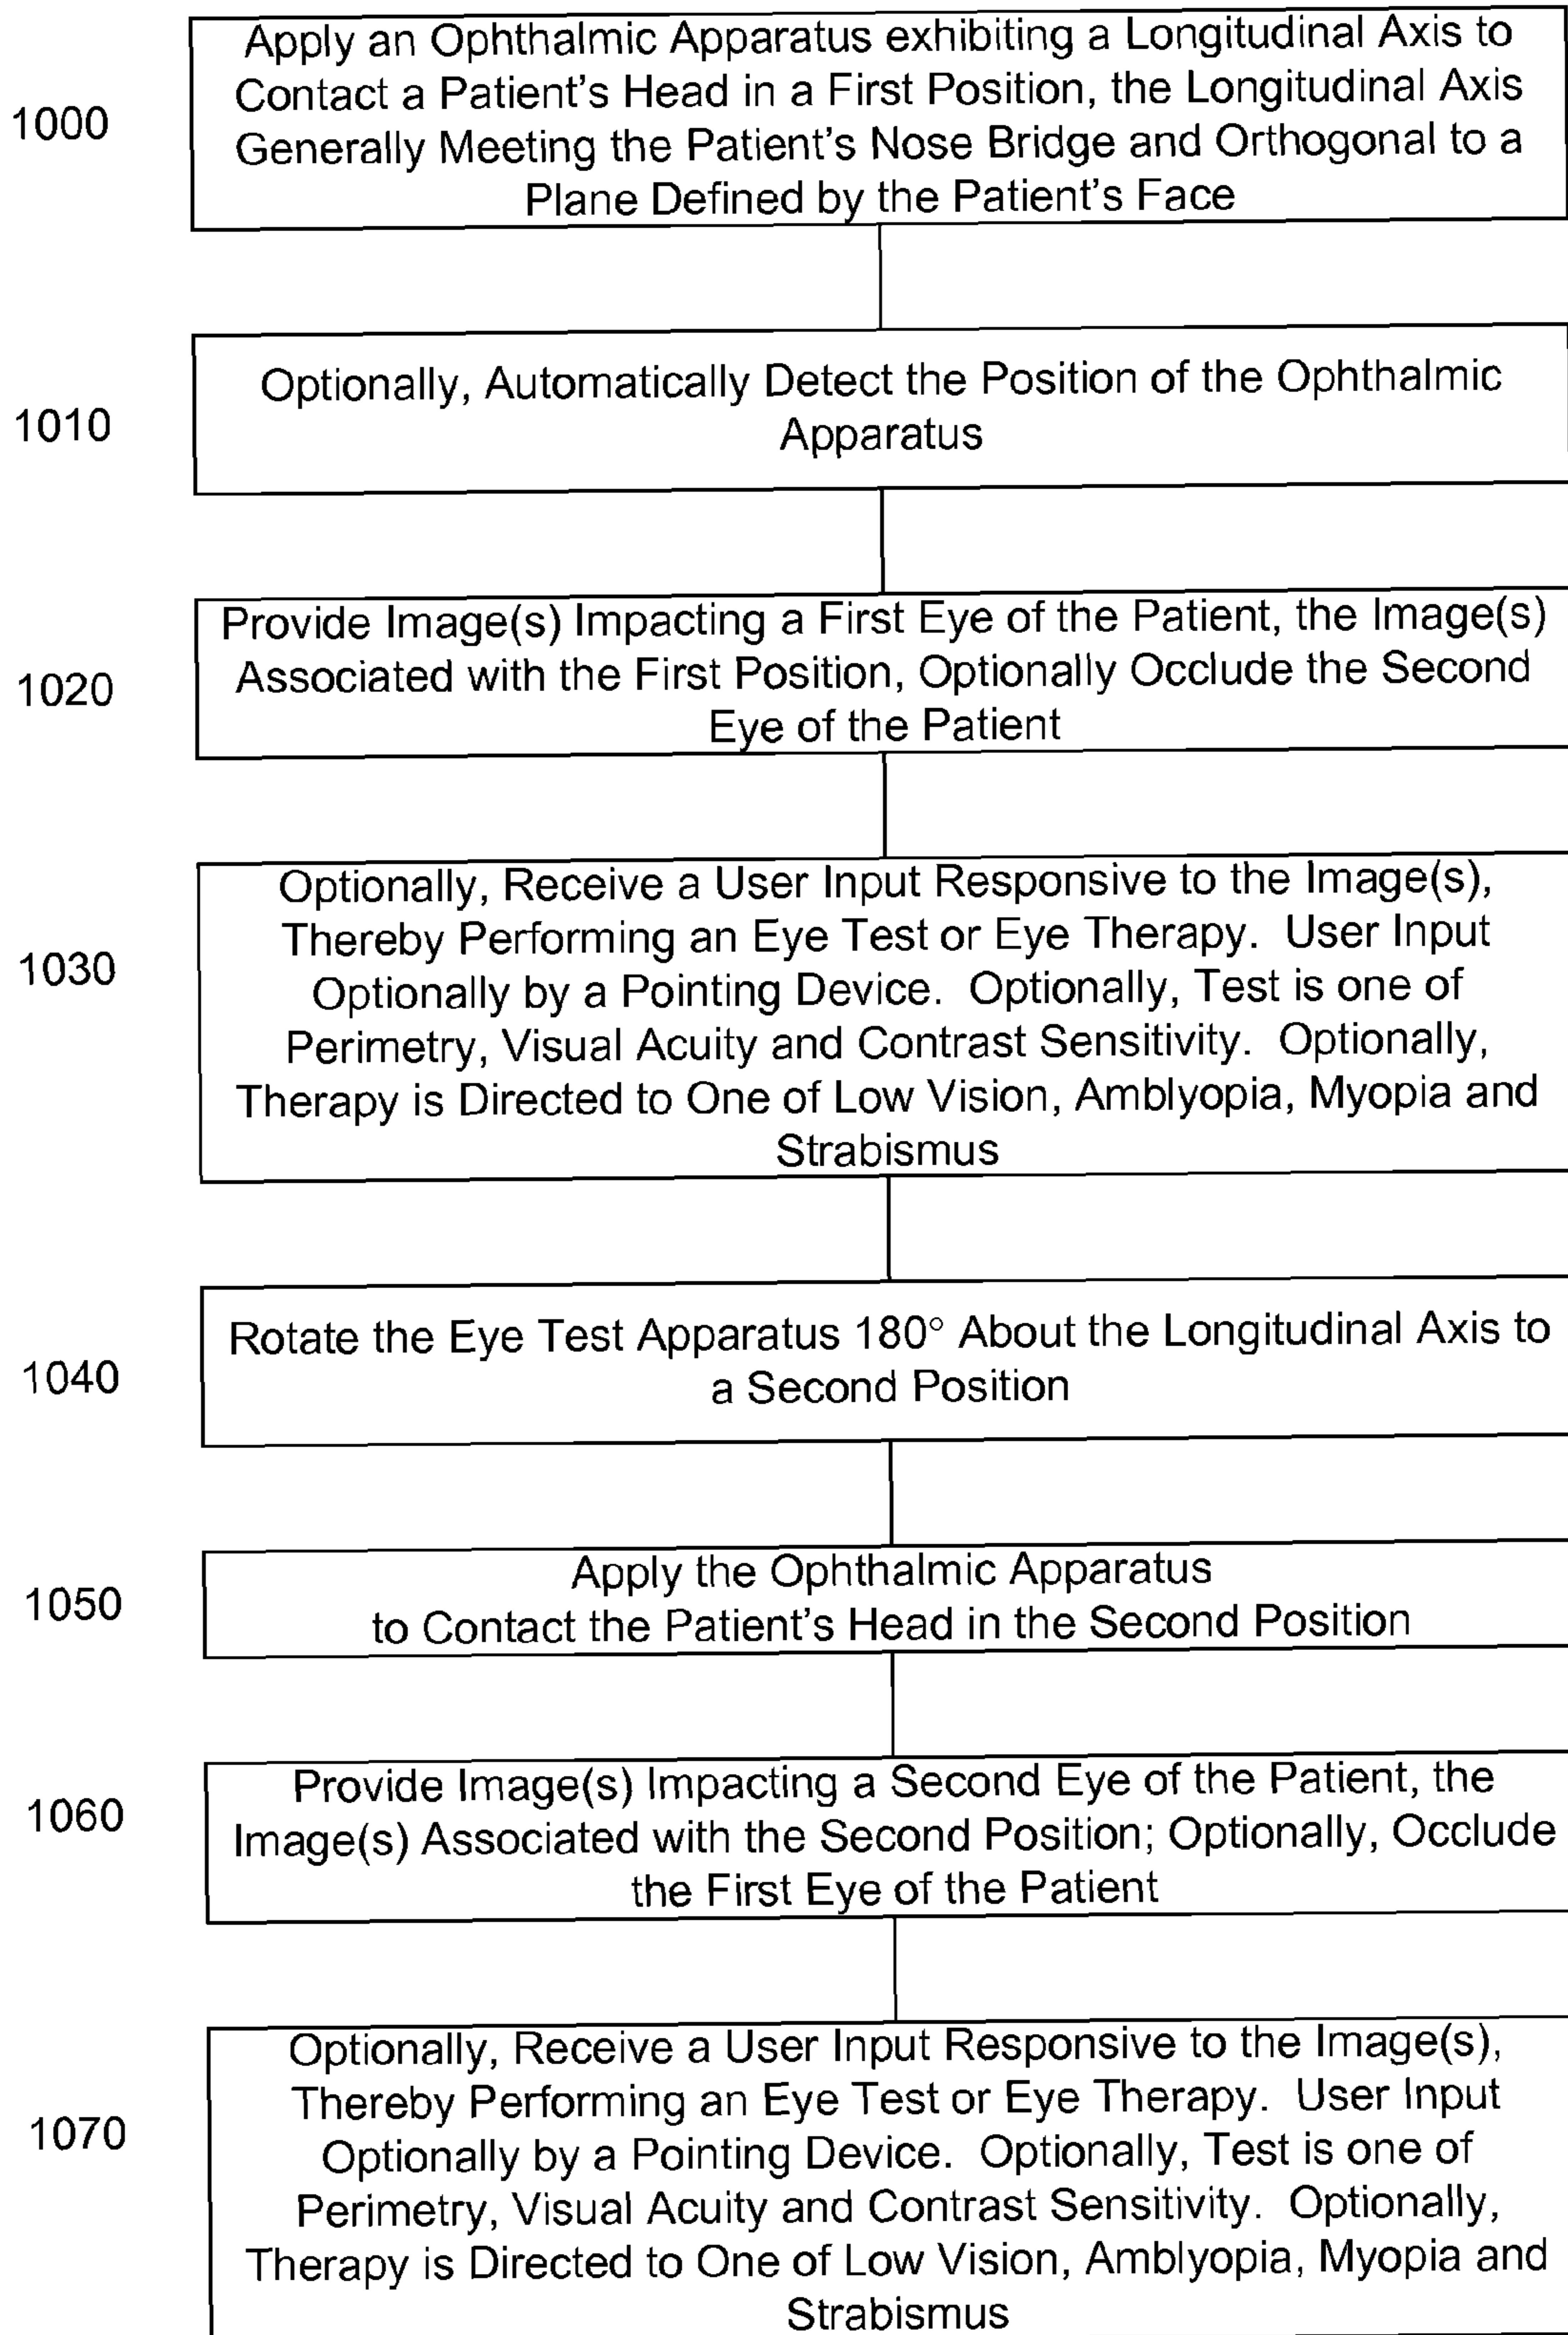 Apply an Ophthalmic Apparatus exhibiting a Longitudinal Axis to
Contact a Patient's Head in a First Position, the Longitudinal Axis
1000
Generally Meeting the Patient's Nose Bridge and Orthogonal to a
Plane Defined by the Patient's Face
Optionally, Automatically Detect the Position of the Ophthalmic
1010
Apparatus
Provide Image(s) Impacting a First Eye of the Patient, the Image(s)
1020
Associated with the First Position, Optionally Occlude the Second
Eye of the Patient
Optionally, Receive a User Input Responsive to the Image(s),
Thereby Performing an Eye Test or Eye Therapy. User Input
1030
Optionally by a Pointing Device. Optionally, Test is one of
Perimetry, Visual Acuity and Contrast Sensitivity. Optionally,
Therapy is Directed to One of Low Vision, Amblyopia, Myopia and
Strabismus
Rotate the Eye Test Apparatus 180° About the Longitudinal Axis to
1040
a Second Position
Apply the Ophthalmic Apparatus
1050
to Contact the Patient's Head in the Second Position
Provide Image(s) Impacting a Second Eye of the Patient, the
1060
Image(s) Associated with the Second Position; Optionally, Occlude
the First Eye of the Patient
Optionally, Receive a User Input Responsive to the Image(s),
Thereby Performing an Eye Test or Eye Therapy. User Input
1070
Optionally by a Pointing Device. Optionally, Test is one of
Perimetry, Visual Acuity and Contrast Sensitivity. Optionally,
Therapy is Directed to One of Low Vision, Amblyopia, Myopia and
Strabismus